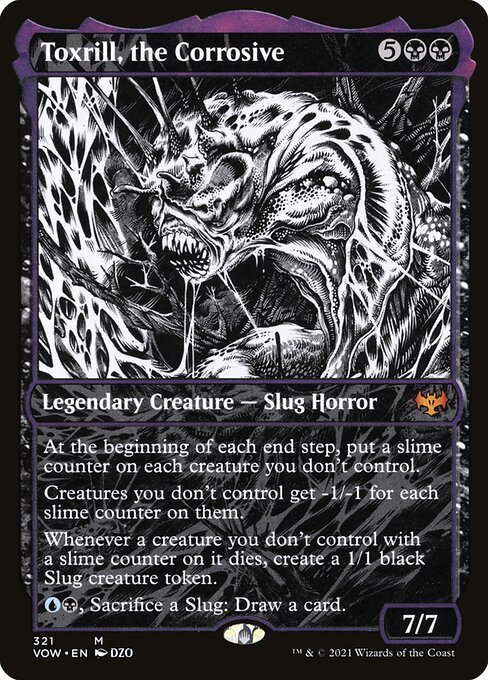 Toxrill, the Corrosive 5
Legendary Creature — Slug Horror
At the beginning of each end step, put a slime
counter on each creature you don't control.
Creatures you don't control get -1/-1 for each
slime counter on them.
Whenever a creature you don't control with
a slime counter on it dies, create a 1/1 black
Slug creature token.
, Sacrifice a Slug: Draw a card.
7/7
321 M
VOW • EN DZO
™ & © 2021 Wizards of the Coast